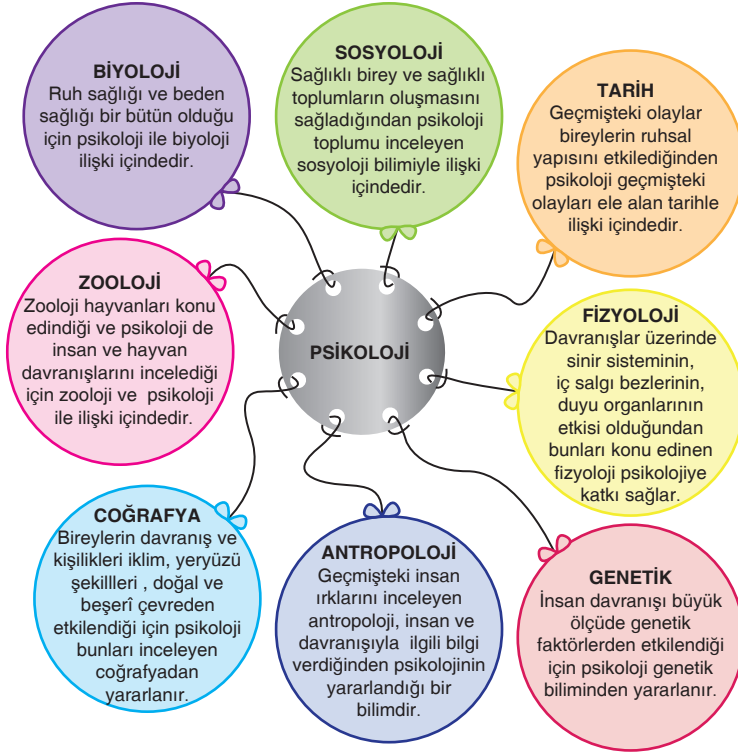 BİYOLOJİ
Ruh sağlığı ve beden
sağlığı bir bütün olduğu
için psikoloji ile biyoloji
ilişki içindedir.
SOSYOLOJİ
Sağlıklı birey ve sağlıklı
toplumların oluşmasını
sağladığından psikoloji
toplumu inceleyen
sosyoloji bilimiyle ilişki
içindedir.
TARİH
Geçmişteki olaylar
bireylerin ruhsal
yapısını etkilediğinden
psikoloji geçmişteki
olayları ele alan tarihle
ilişki içindedir.
ZOOLOJİ
Zooloji hayvanları konu
edindiği ve psikoloji de
insan ve hayvan
davranışlarını incelediği
için zooloji ve psikoloji
ile ilişki içindedir.
PSİKOLOJİ
FİZYOLOJİ
Davranışlar üzerinde
sinir sisteminin,
iç salgı bezlerinin,
duyu organlarının
etkisi olduğundan
bunları konu edinen
fizyoloji psikolojiye
katkı sağlar.
COĞRAFYA
Bireylerin davranış ve
kişilikleri iklim, yeryüzü
şekillleri , doğal ve
beşerî çevreden
etkilendiği için psikoloji
bunları inceleyen
coğrafyadan
yararlanır.
ANTROPOLOJİ
Geçmişteki insan
ırklarını inceleyen
antropoloji, insan ve
davranışıyla ilgili bilgi
verdiğinden psikolojinin
yararlandığı bir
bilimdir.
GENETİK
İnsan davranışı büyük
ölçüde genetik
faktörlerden etkilendiği
için psikoloji genetik
biliminden yararlanır.